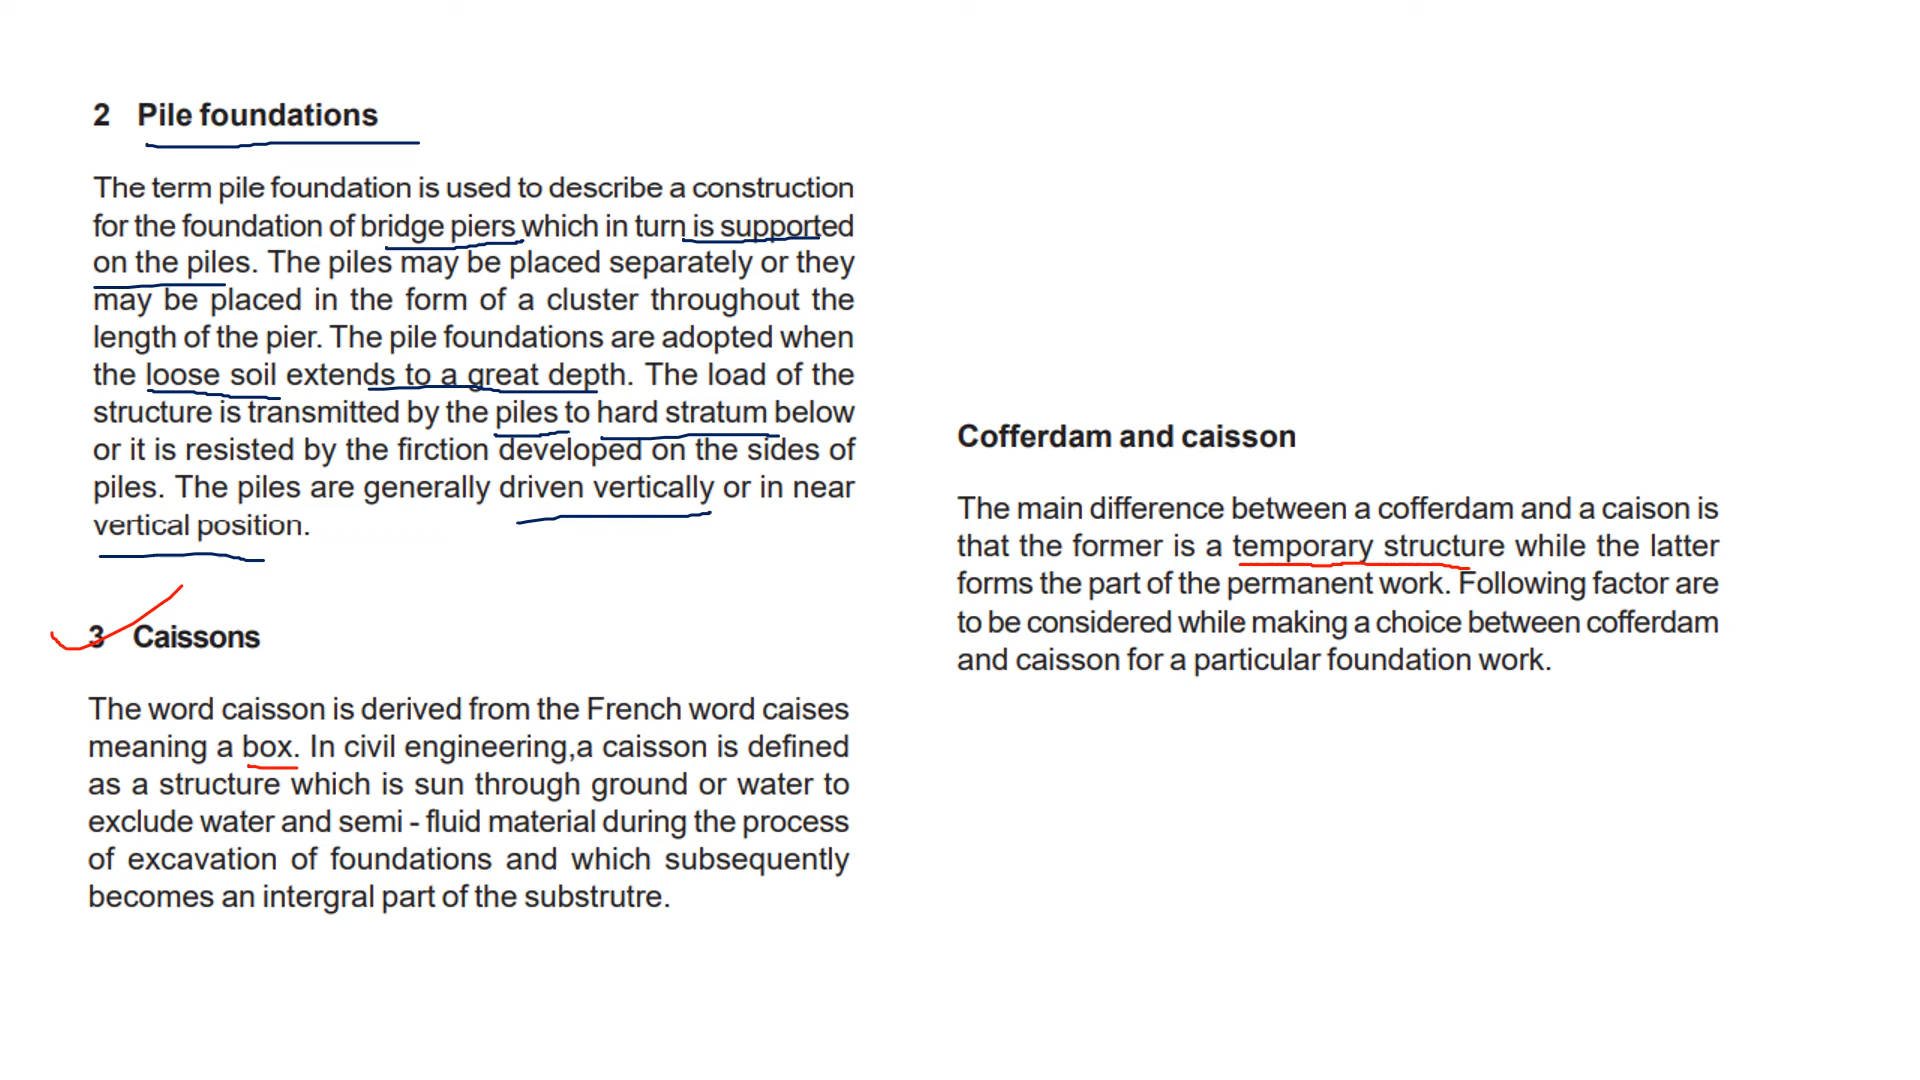 2 Pile foundations
The term pile foundation is used to describe a construction
for the foundation of bridge piers which in turn is supported
on the piles. The piles may be placed separately or they
may be placed in the form of a cluster throughout the
length of the pier. The pile foundations are adopted when
the loose soil extends to a great depth. The load of the
structure is transmitted by the piles to hard stratum below
or it is resisted by the firction developed on the sides of
piles. The piles are generally driven vertically or in near
vertical position.
3 Caissons
The word caisson is derived from the French word caises
meaning a box. In civil engineering,a caisson is defined
as a structure which is sun through ground or water to
exclude water and semi - fluid material during the process
of excavation of foundations and which subsequently
becomes an intergral part of the substrutre.
Cofferdam and caisson
The main difference between a cofferdam and a caison is
that the former is a temporary structure while the latter
forms the part of the permanent work. Following factor are
to be considered while making a choice between cofferdam
and caisson for a particular foundation work.